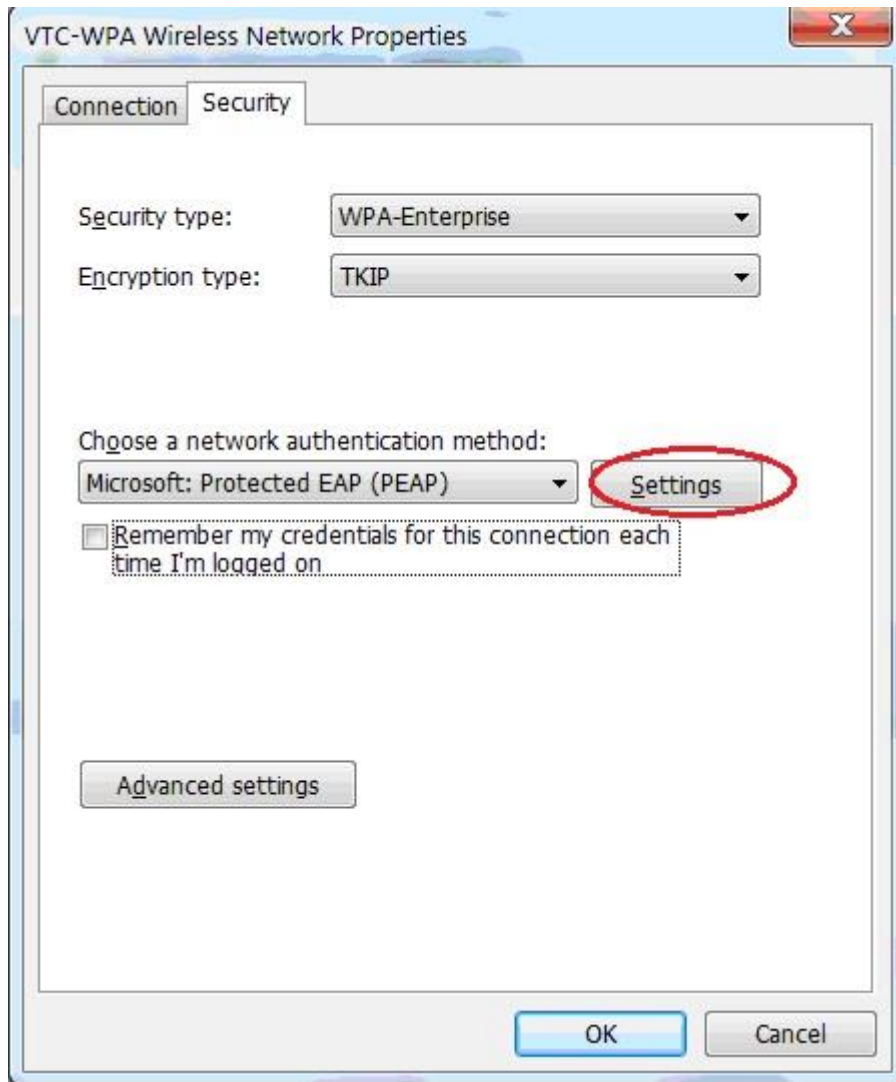 VTC-WPA Wireless Network Properties
Connection
Security
Security type:
WPA-Enterprise
Encryption type:
TKIP
Choose a network authentication method:
Microsoft: Protected EAP (PEAP)
Settings
Remember my credentials for this connection each
time I'm logged on
Advanced settings
OK
Cancel